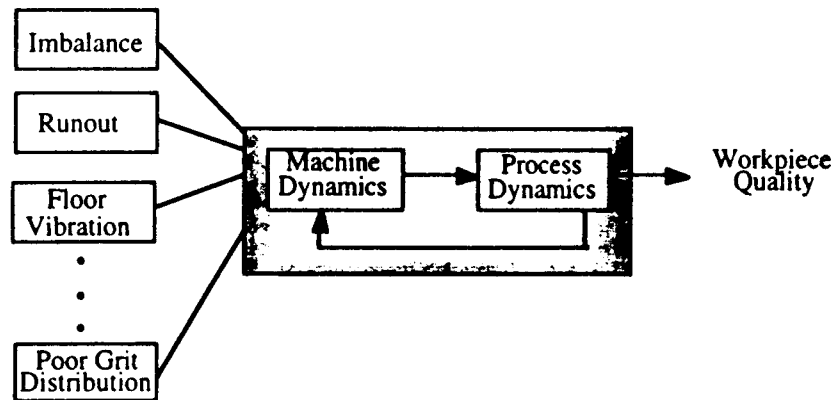 Imbalance
Runout
Floor
Vibration
Poor Grit
Distribution
Machine
Dynamics
Process
Dynamics
Workpiece
Quality